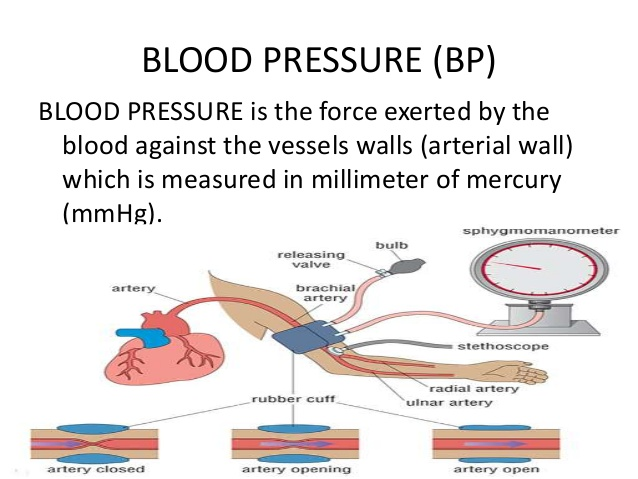 BLOOD PRESSURE (BP)
BLOOD PRESSURE is the force exerted by the
blood against the vessels walls (arterial wall)
which is measured in millimeter of mercury
(mmHg).
sphygmomanometer
bulb
releasing
valve
artery
brachial
artery
stethoscope
radial artery
ulnar artery
rubber cuff
artery closed
artery opening
artery open